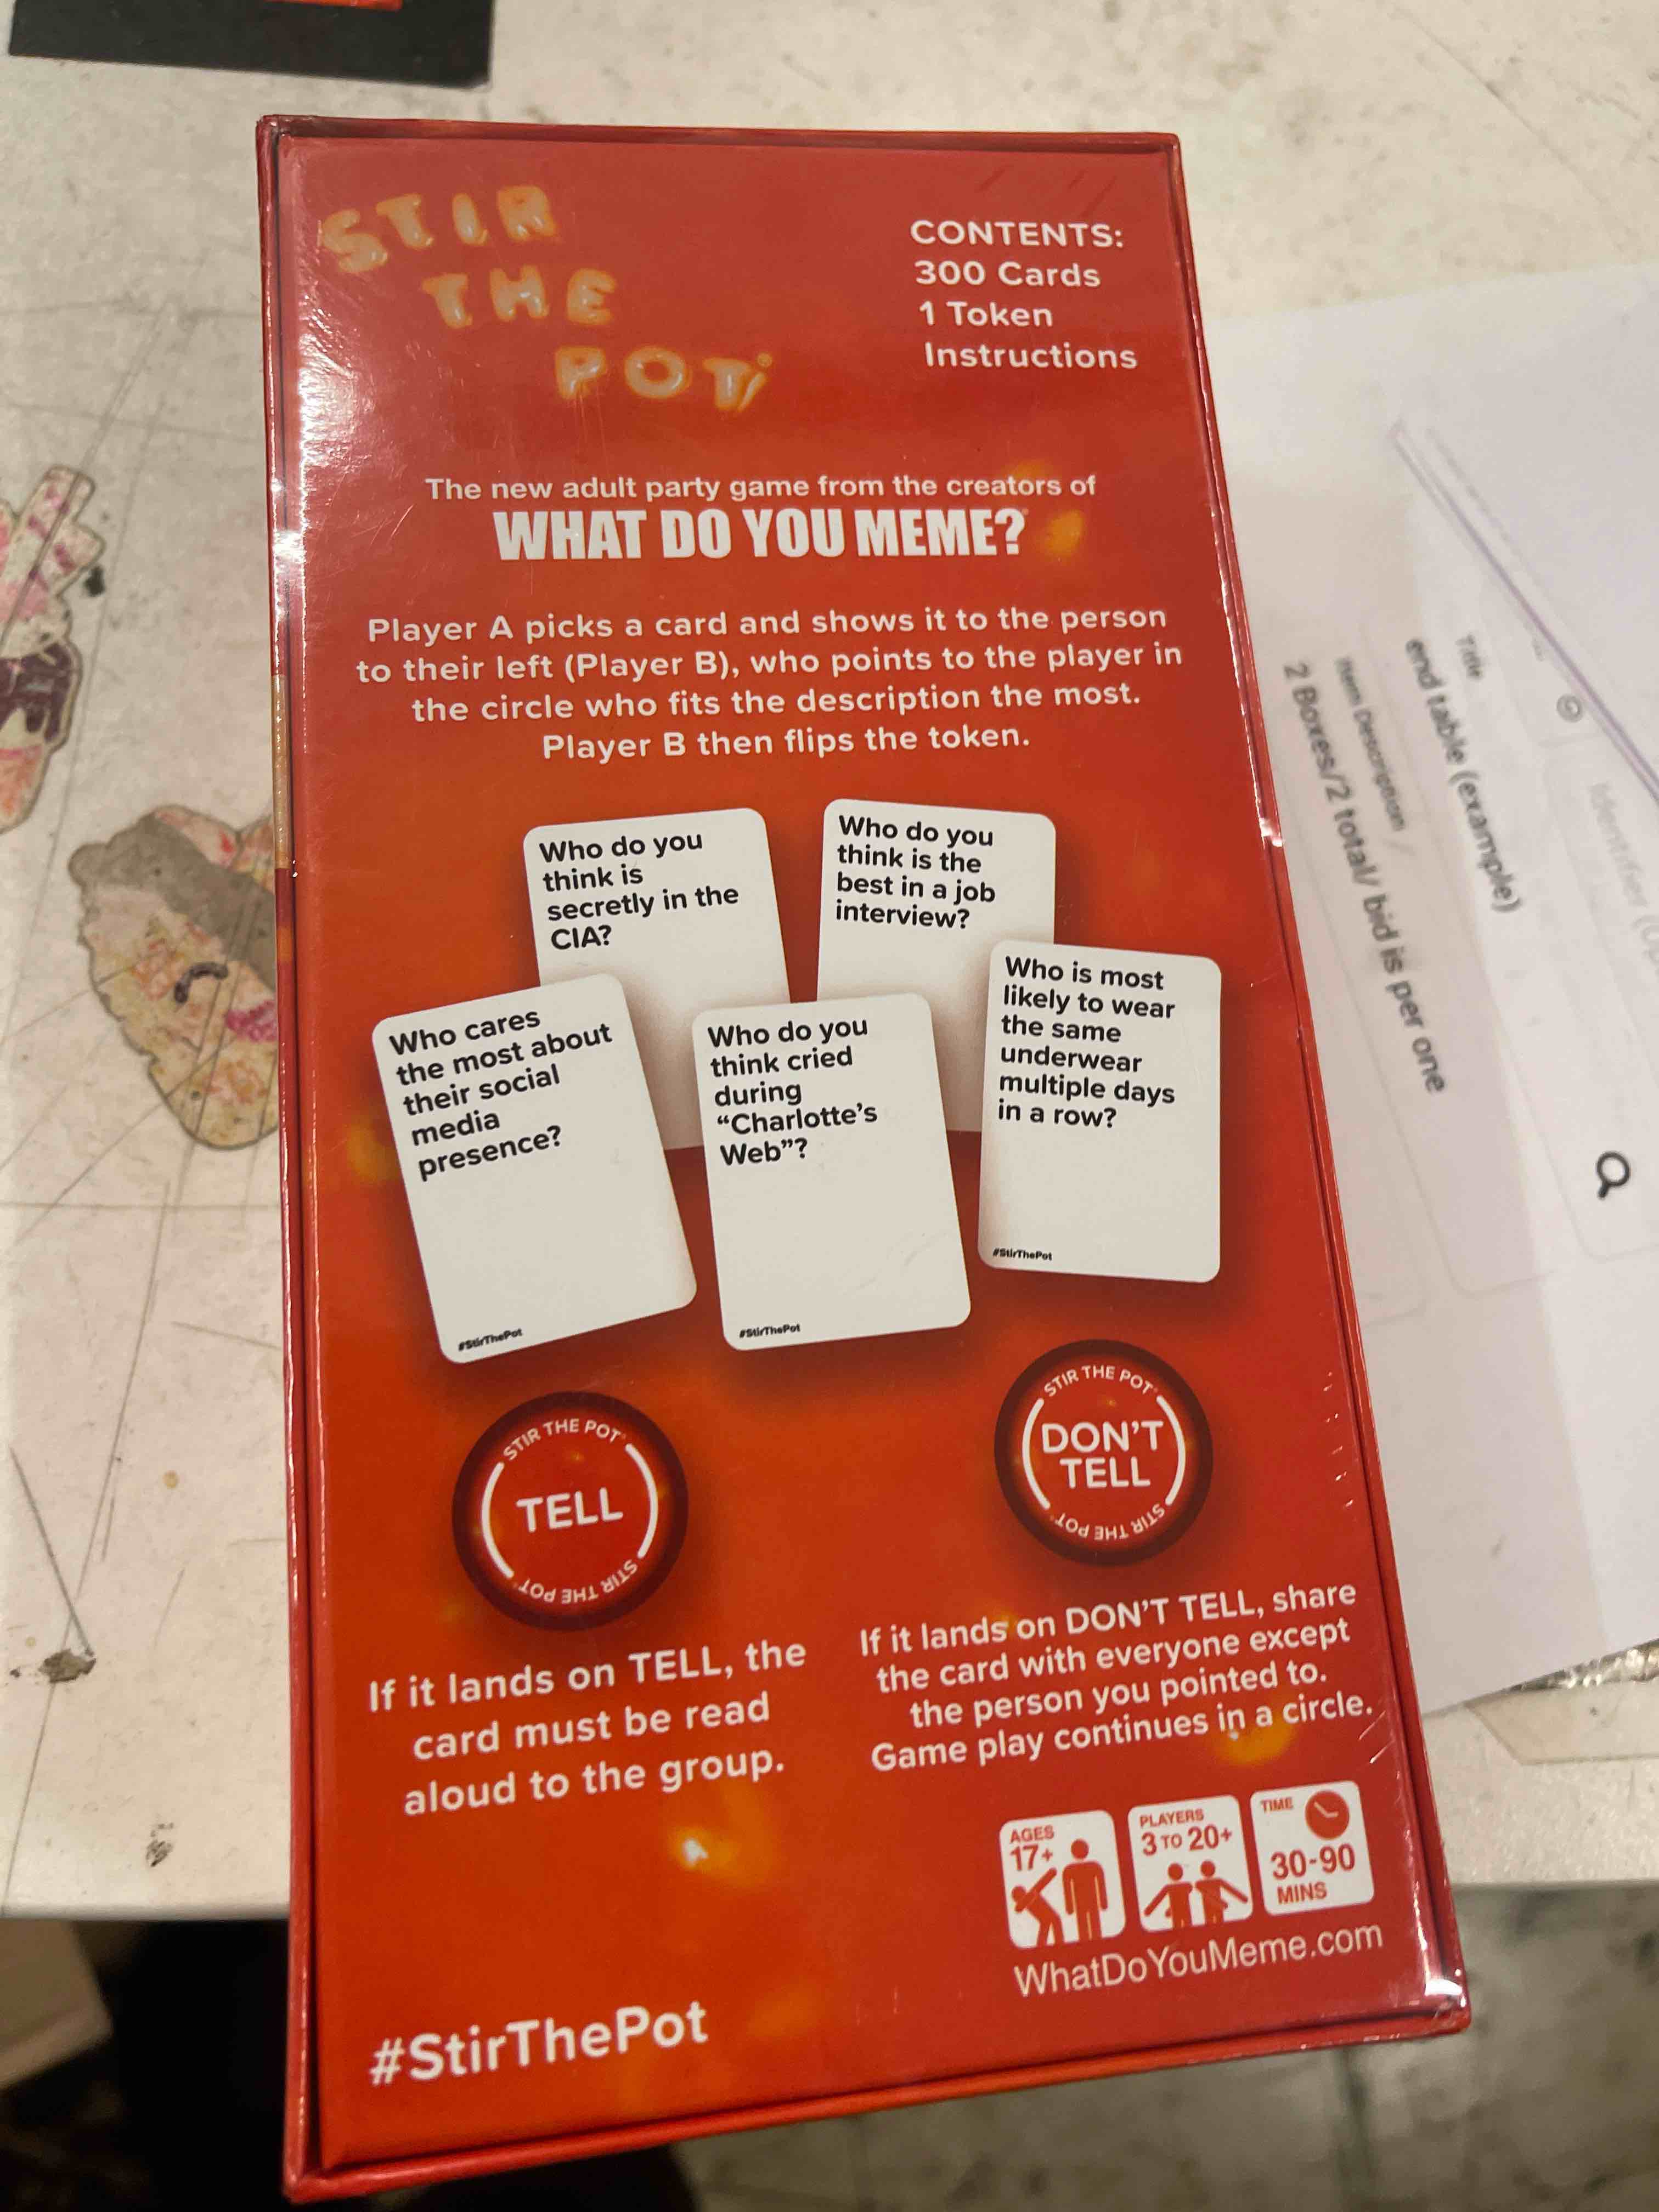 STIR
THE
POT
CONTENTS:
300 Cards
1 Token
Instructions
The new adult party game from the creators of
WHAT DO YOU MEME?
Player A picks a card and shows it to the person
to their left (Player B), who points to the player in
the circle who fits the description the most.
Player B then flips the token.
Who do you
think is
secretly in the
CIA?
Who do you
think is the
best in a job
interview?
Who cares
the most about
their social
media
presence?
#StirThePot
Who do you
think cried
during
“Charlotte’s
Web”?
#StirThePot
Who is most
likely to wear
the same
underwear
multiple days
in a row?
#StirThePot
STIR THE POT
TELL
STIR THE POT
STIR THE POT
DON’T
TELL
STIR THE POT
If it lands on TELL, the
card must be read
aloud to the group.
If it lands on DON’T TELL, share
the card with everyone except
the person you pointed to.
Game play continues in a circle.
AGES
17+
PLAYERS
3 TO 20+
TIME
30-90
MINS
WhatDoYouMeme.com
#StirThePot
Title
end table (example)
Item Description
2 Boxes/2 total/ bid is per one
Identifier